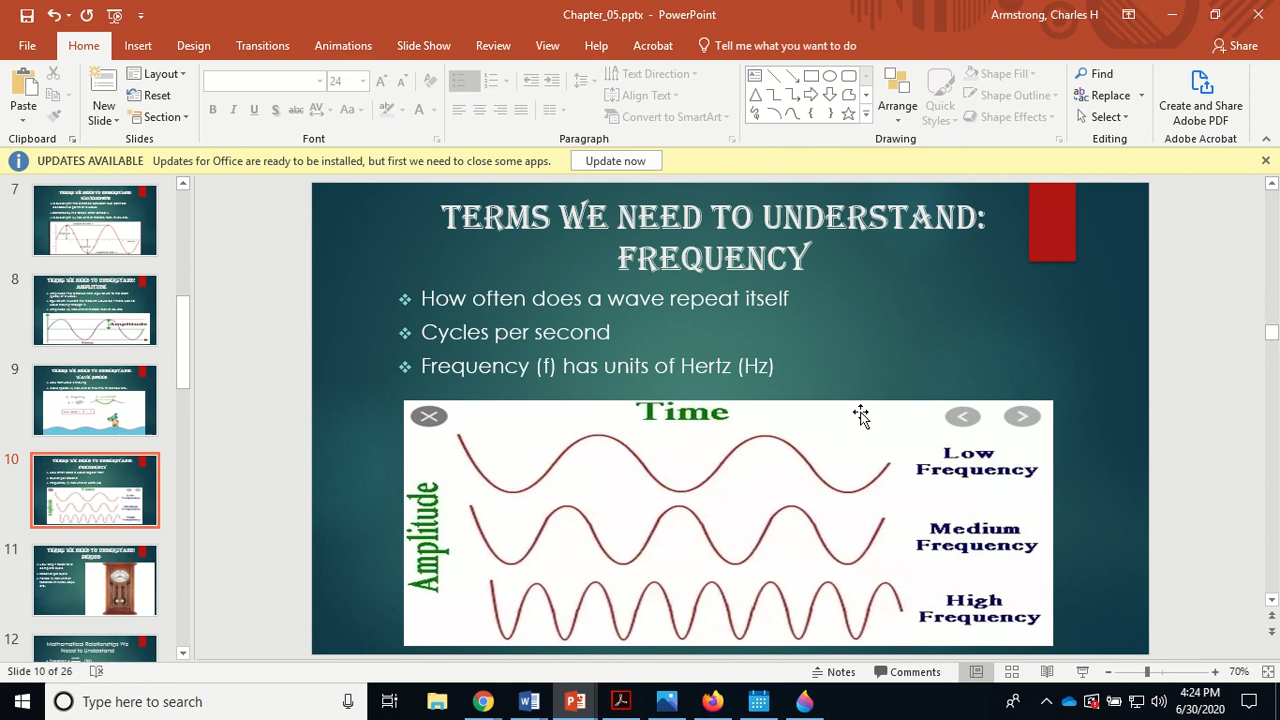 Chapter_05.pptx - PowerPoint
Armstrong, Charles H
File Home Insert Design Transitions Animations Slide Show Review View Help Acrobat Tell me what you want to do Share
Paste
New Slide
Layout
Reset
Section
24
Text Direction
Align Text
Convert to SmartArt
Arrange
Quick Styles
Shape Fill
Shape Outline
Shape Effects
Find
Replace
Select
Create and Share
Adobe PDF
Clipboard Slides Font Paragraph Drawing Editing Adobe Acrobat
UPDATES AVAILABLE Updates for Office are ready to be installed, but first we need to close some apps. Update now
7
8
9
10
11
12
Mathematical Relationships We
Need to Understand
TERMS WE NEED TO UNDERSTAND:
FREQUENCY
How often does a wave repeat itself
Cycles per second
Frequency (f) has units of Hertz (Hz)
Time
Amplitude
Low
Frequency
Medium
Frequency
High
Frequency
Slide 10 of 26
Notes Comments 70%
Type here to search
4:24 PM
6/30/2020